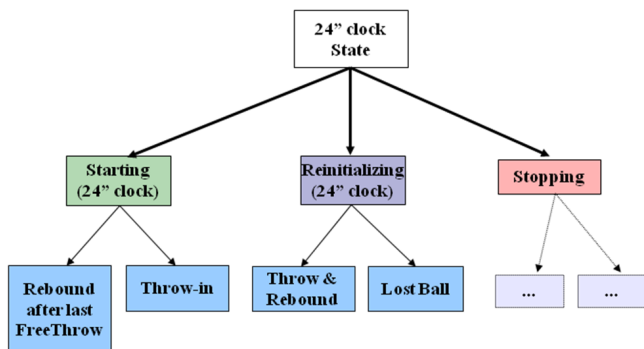 24” clock
State
Starting
(24” clock)
Reinitializing
(24” clock)
Stopping
Rebound
after last
FreeThrow
Throw-in
Throw &
Rebound
Lost Ball
...
...